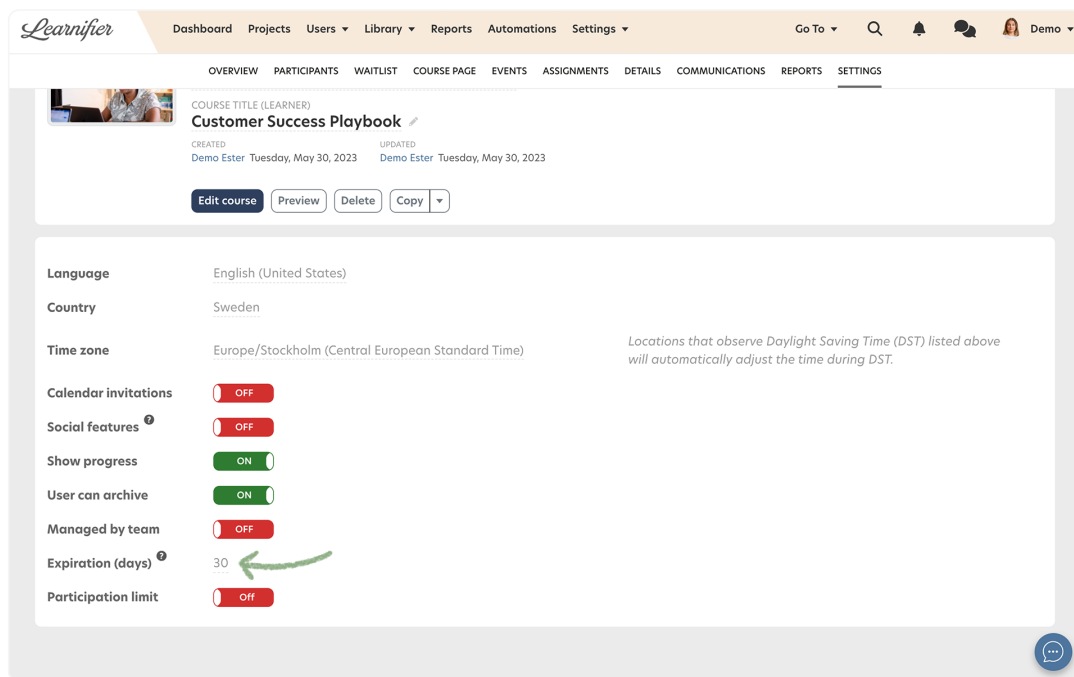 Learnifier
Dashboard Projects Users Library Reports Automations Settings Go To Demo
OVERVIEW PARTICIPANTS WAITLIST COURSE PAGE EVENTS ASSIGNMENTS DETAILS COMMUNICATIONS REPORTS SETTINGS
COURSE TITLE (LEARNER)
Customer Success Playbook
CREATED UPDATED
Demo Ester Tuesday, May 30, 2023 Demo Ester Tuesday, May 30, 2023
Edit course Preview Delete Copy
Language English (United States)
Country Sweden
Time zone Europe/Stockholm (Central European Standard Time)
Locations that observe Daylight Saving Time (DST) listed above
will automatically adjust the time during DST.
Calendar invitations OFF
Social features ? OFF
Show progress ON
User can archive ON
Managed by team OFF
Expiration (days) ? 30
Participation limit Off